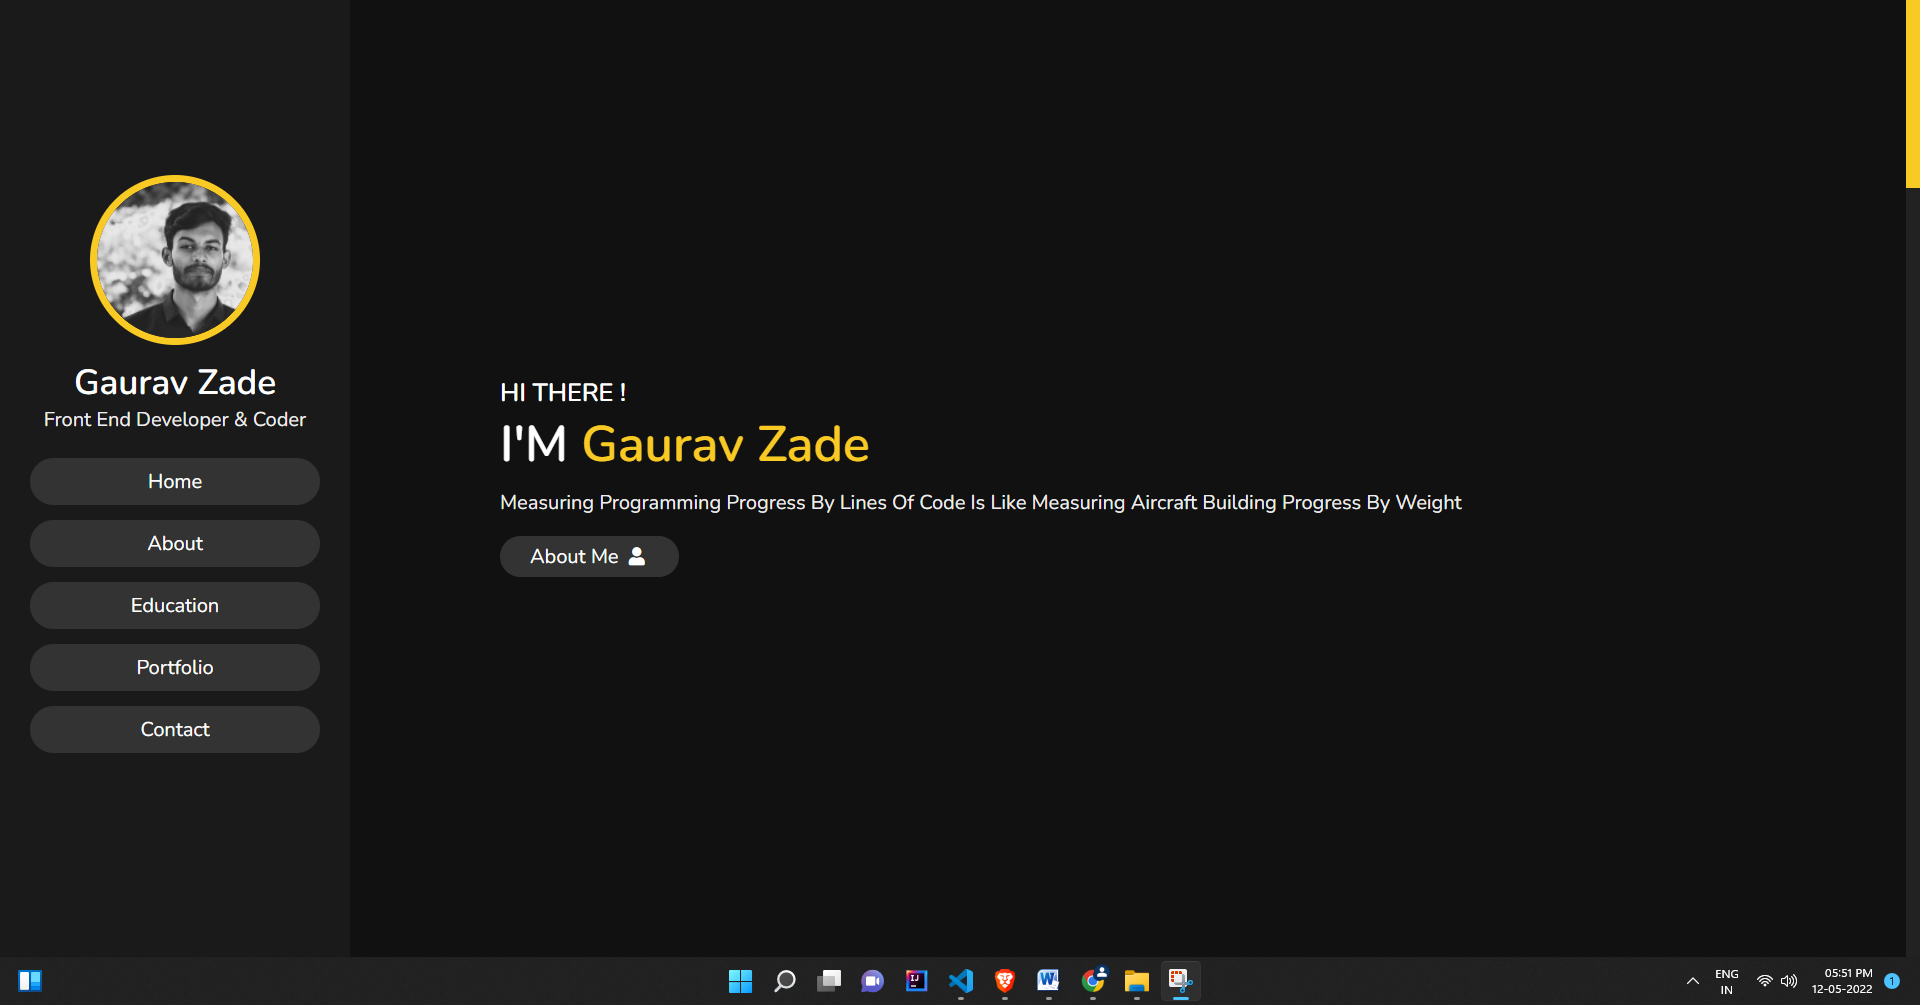 Gaurav Zade
Front End Developer & Coder
Home
About
Education
Portfolio
Contact
HI THERE !
I'M Gaurav Zade
Measuring Programming Progress By Lines Of Code Is Like Measuring Aircraft Building Progress By Weight
About Me
ENG
IN
05:51 PM
12-05-2022
1